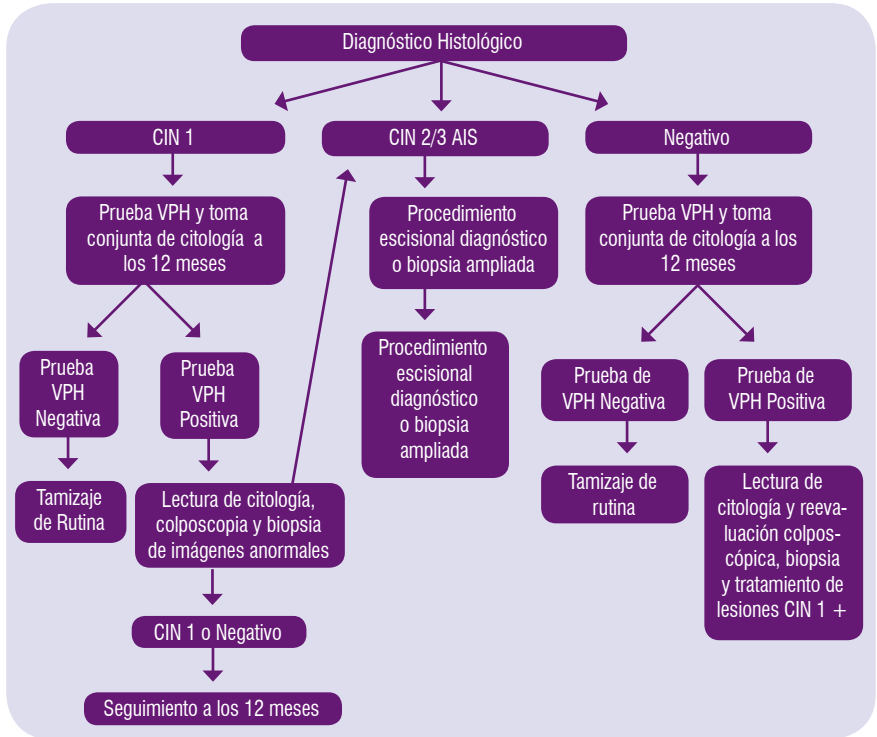 Diagnóstico Histológico
CIN 1
CIN 2/3 AIS
Negativo
Prueba VPH y toma
conjunta de citología a
los 12 meses
Procedimiento
escisional diagnóstico
o biopsia ampliada
Prueba VPH y toma
conjunta de citología a los
12 meses
Prueba
VPH
Negativa
Prueba
VPH
Positiva
Procedimiento
escisional
diagnóstico
o biopsia
ampliada
Prueba de
VPH Negativa
Prueba de
VPH Positiva
Tamizaje
de Rutina
Lectura de citología,
colposcopia y biopsia
de imágenes anormales
Tamizaje de
rutina
Lectura de
citología y reeva-
luación colpos-
cópica, biopsia
y tratamiento de
lesiones CIN 1 +
CIN 1 o Negativo
Seguimiento a los 12 meses